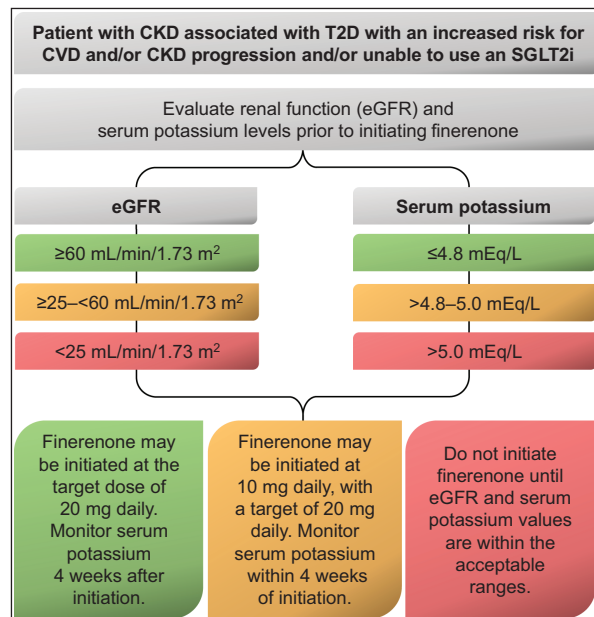 Patient with CKD associated with T2D with an increased risk for
CVD and/or CKD progression and/or unable to use an SGLT2i
Evaluate renal function (eGFR) and
serum potassium levels prior to initiating finerenone
eGFR
≥60 mL/min/1.73 m²
≥25–<60 mL/min/1.73 m²
<25 mL/min/1.73 m²
Serum potassium
≤4.8 mEq/L
>4.8–5.0 mEq/L
>5.0 mEq/L
Finerenone may
be initiated at the
target dose of
20 mg daily.
Monitor serum
potassium
4 weeks after
initiation.
Finerenone may
be initiated at
10 mg daily, with
a target of 20 mg
daily. Monitor
serum potassium
within 4 weeks
of initiation.
Do not initiate
finerenone until
eGFR and serum
potassium values
are within the
acceptable
ranges.